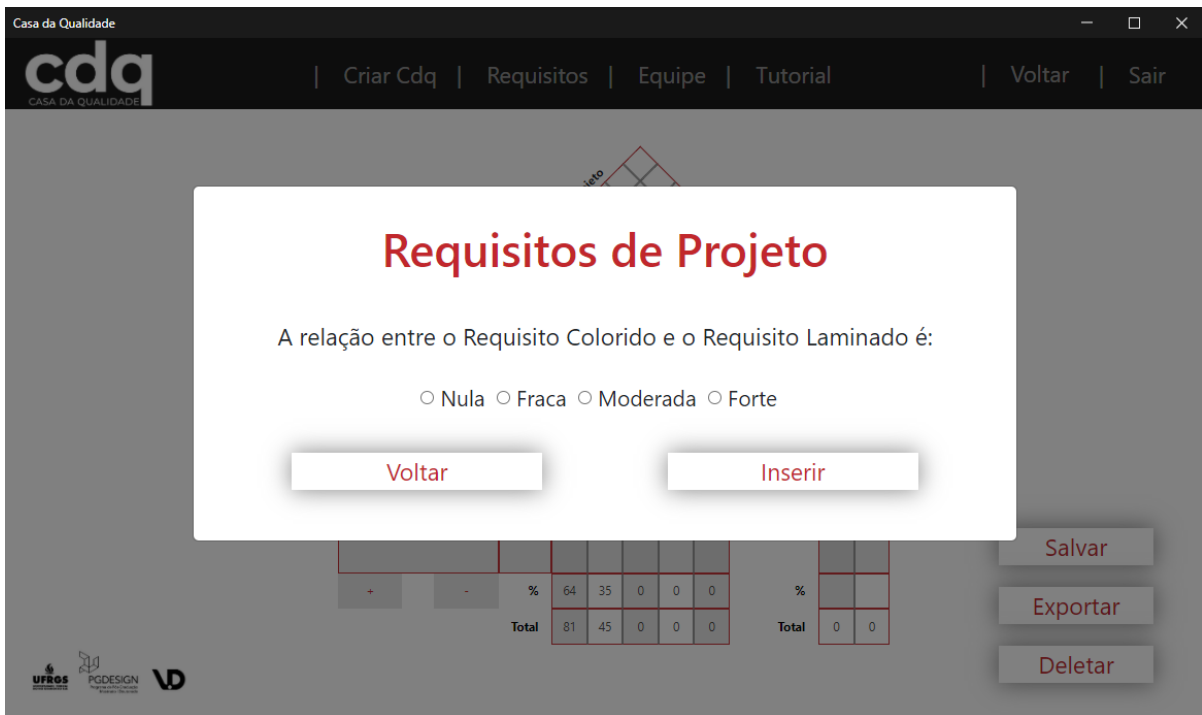 Casa da Qualidade
cdq
CASA DA QUALIDADE
| Criar Cdq | Requisitos | Equipe | Tutorial | Voltar | Sair
jeto
Requisitos de Projeto
A relação entre o Requisito Colorido e o Requisito Laminado é:
Nula Fraca Moderada Forte
Voltar Inserir
Salvar
+ - % 64 35 0 0 0 %
Exportar
Total 81 45 0 0 0 Total 0 0
Deletar
UFRGS PGDESIGN VD